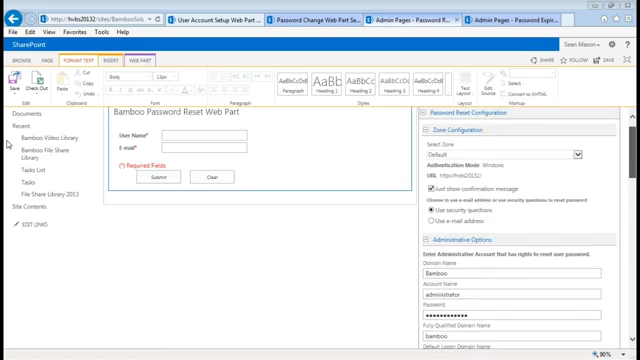 http://hvbs20132/sites/BambooSol
User Account Setup Web Part
Password Change Web Part Se...
Admin Pages - Password R...
Admin Pages - Password Expir...
File Edit View Favorites Tools
SharePoint
Sean Mason
BROWSE PAGE FORMAT TEXT INSERT WEB PART
SHARE FOLLOW SAVE
Save Check Out Paste Cut Copy Undo
Body 13px
AaBbCcDdI AaBb AaBbC AaBbCc AaBbCcD
Paragraph Heading 1 Heading 2 Heading 3 Heading 4
Text Layout Edit Source Select Convert to XHTML
Edit Clipboard Font Paragraph Styles Layout Markup
Documents
Recent
Bamboo Video Library
Bamboo File Share Library
Tasks List
Tasks
File Share Library 2013
Site Contents
EDIT LINKS
Bamboo Password Reset Web Part
User Name*
E-mail*
(*) Required Fields
Submit Clear
Password Reset Configuration
Zone Configuration
Select Zone
Default
Authentication Mode Windows
URL http://hvbs20132/
Just show confirmation message
Choose to use e-mail address or use security questions to reset password
Use security questions
Use e-mail address
Administrative Options
Enter Administrative Account that has rights to reset user password.
Domain Name
Bamboo
Account Name
administrator
Password
Fully Qualified Domain Name
bamboo
Default Logon Domain Name
90%